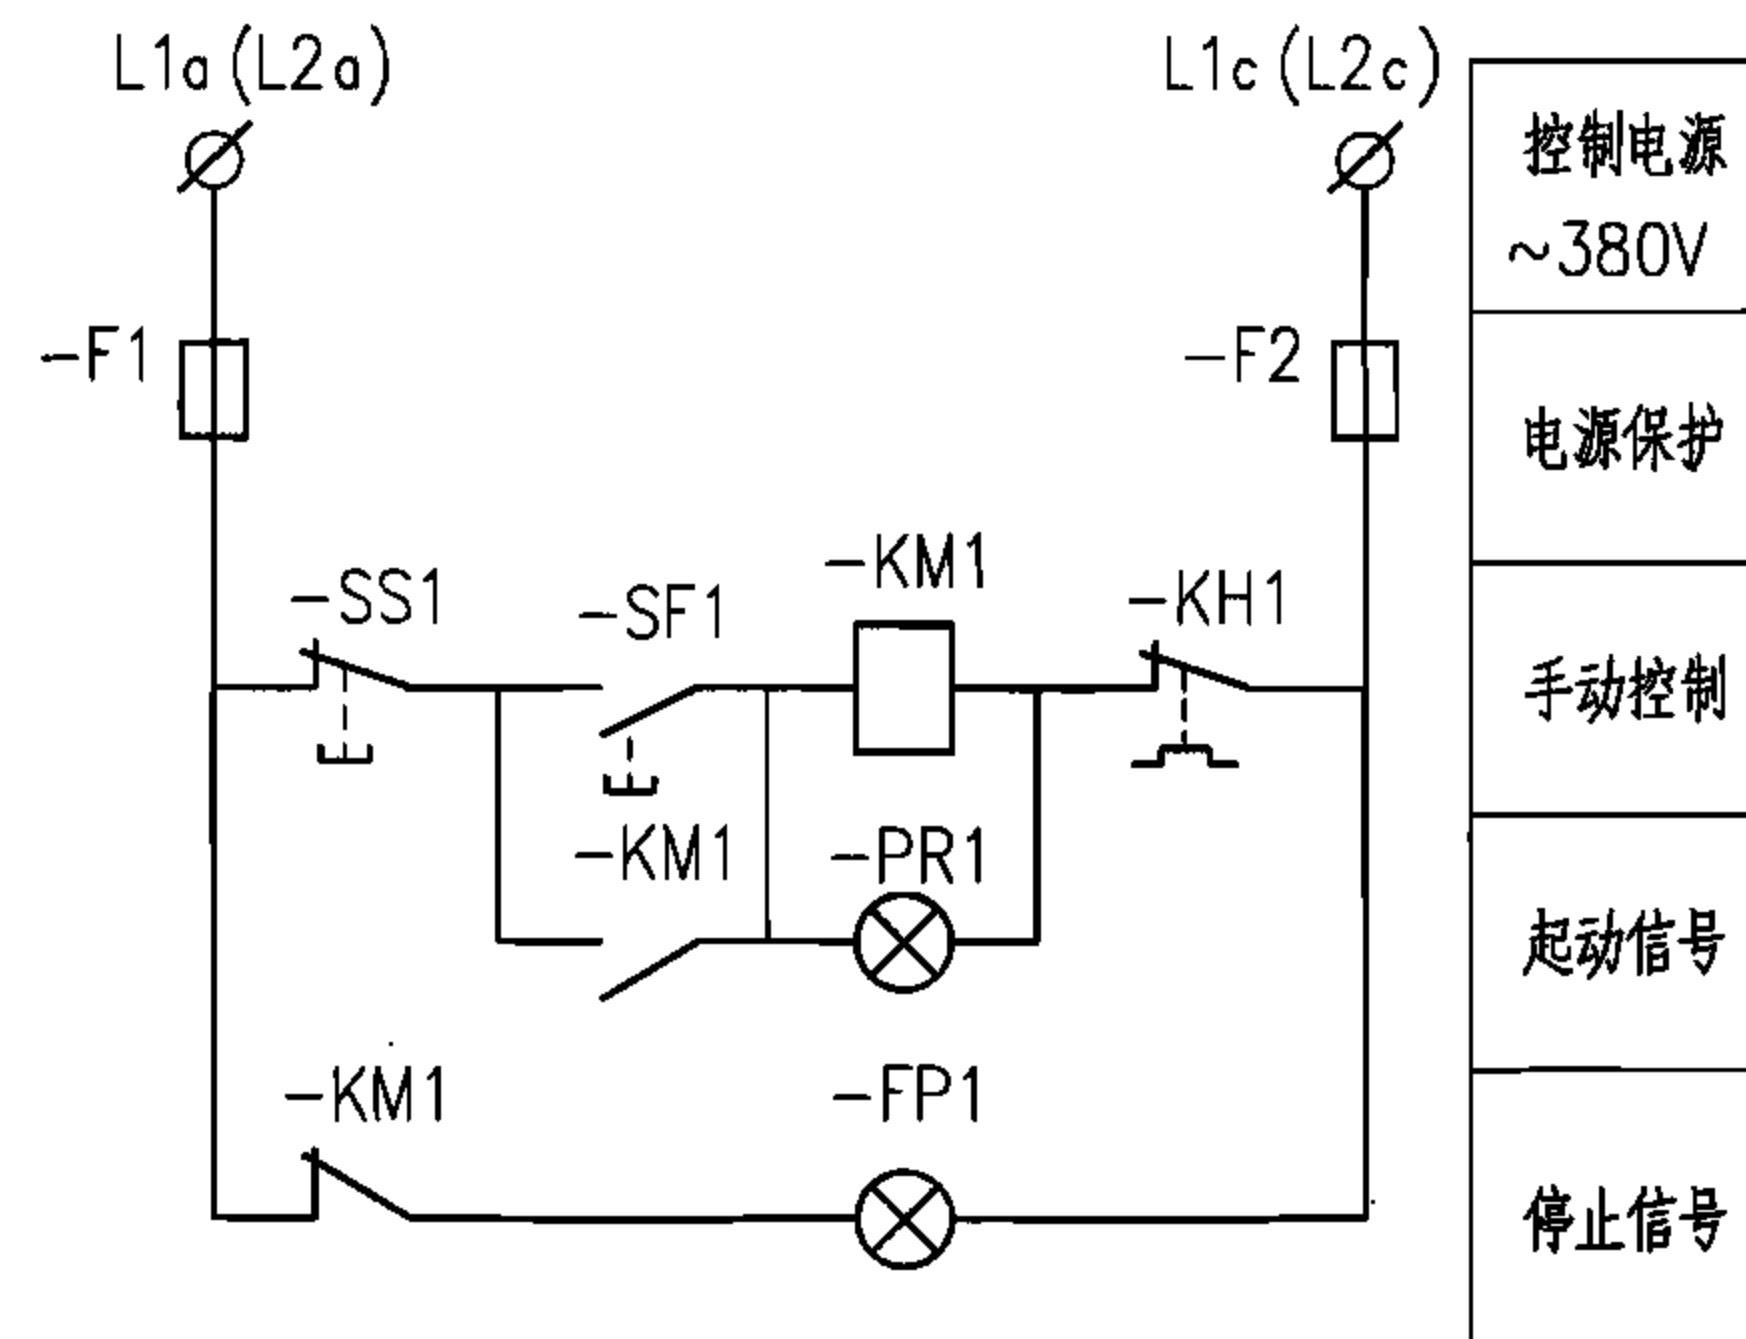 L1a (L2a)
L1c (L2c)
控制电源
~380V
-F1
-F2
电源保护
-SS1
-SF1
-KM1
-KH1
手动控制
-KM1
-PR1
起动信号
-KM1
-FP1
停止信号